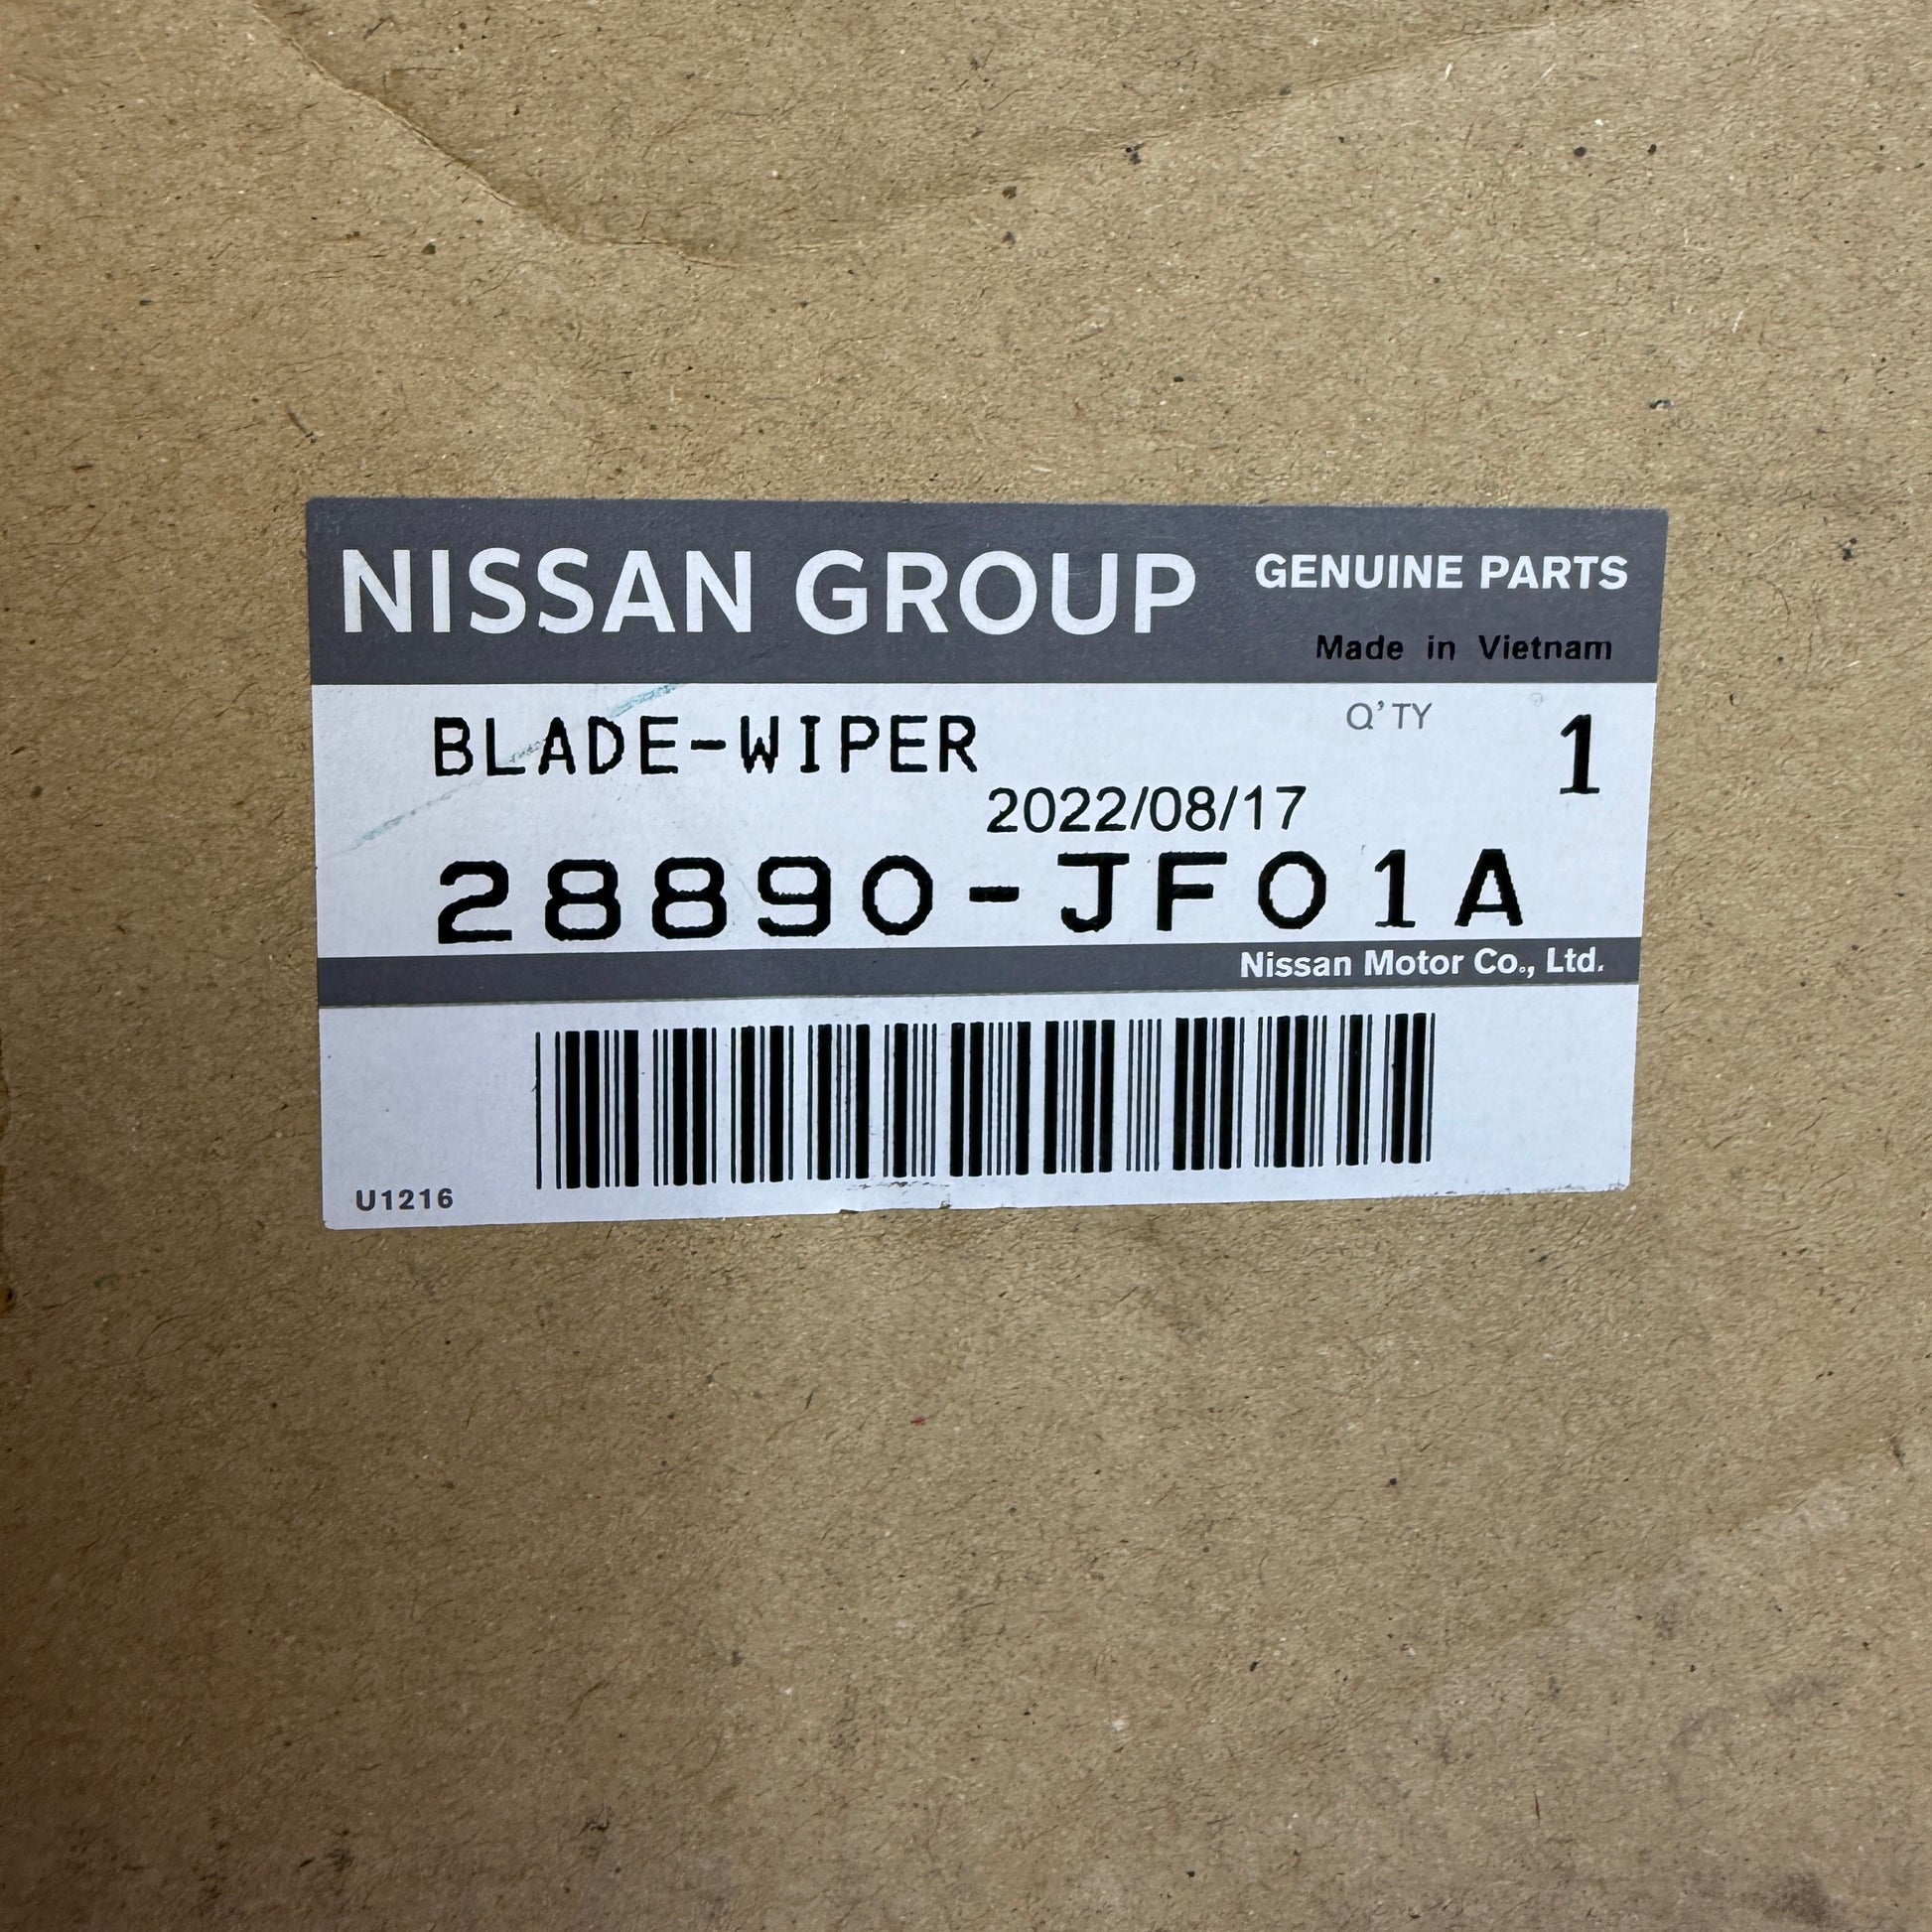 NISSAN GROUP GENUINE PARTS
Made in Vietnam
BLADE-WIPER Q'TY 1
2022/08/17
28890-JF01A
Nissan Motor Co., Ltd.
U1216